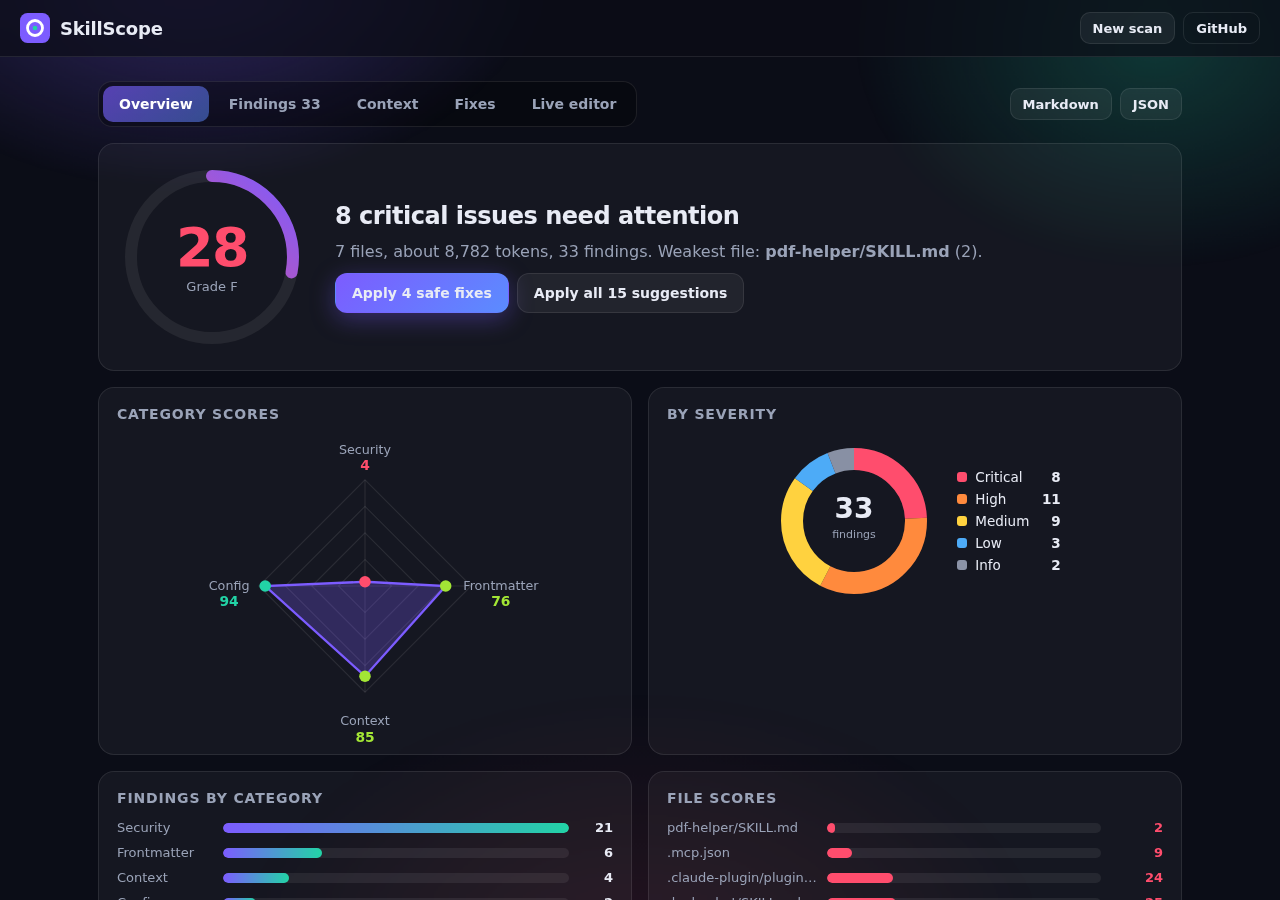 SkillScope
New scan
GitHub
Overview
Findings 33
Context
Fixes
Live editor
Markdown
JSON
28
Grade F
8 critical issues need attention
7 files, about 8,782 tokens, 33 findings. Weakest file: pdf-helper/SKILL.md (2).
Apply 4 safe fixes
Apply all 15 suggestions
CATEGORY SCORES
Security
4
Config
94
Frontmatter
76
Context
85
BY SEVERITY
33
findings
Critical 8
High 11
Medium 9
Low 3
Info 2
FINDINGS BY CATEGORY
Security 21
Frontmatter 6
Context 4
FILE SCORES
pdf-helper/SKILL.md 2
.mcp.json 9
.claude-plugin/plugin... 24